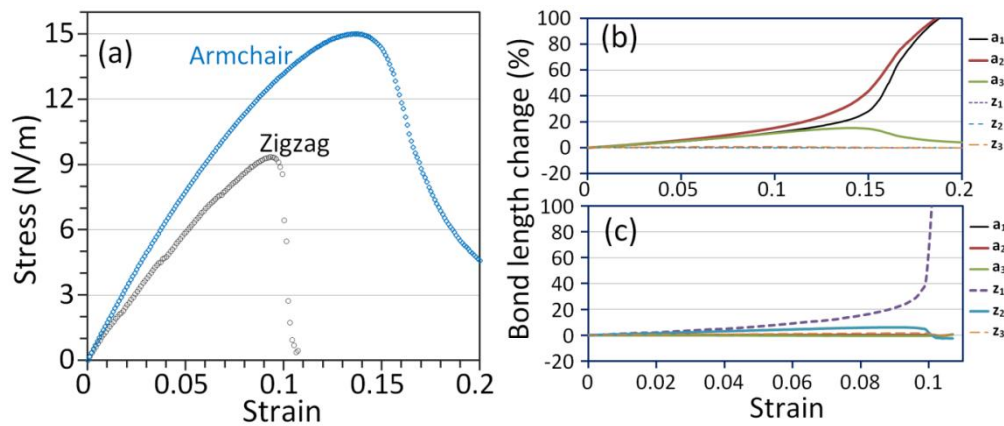 (a)
Armchair
Zigzag
Stress (N/m)
15
12
9
6
3
0
0 0.05 0.1 0.15 0.2
Strain
Bond length change (%)
(b)
100
80
60
40
20
0
-20
0 0.05 0.1 0.15 0.2
a₁
a₂
a₃
z₁
z₂
z₃
(c)
100
80
60
40
20
0
-20
0 0.02 0.04 0.06 0.08 0.1
Strain
a₁
a₂
a₃
z₁
z₂
z₃